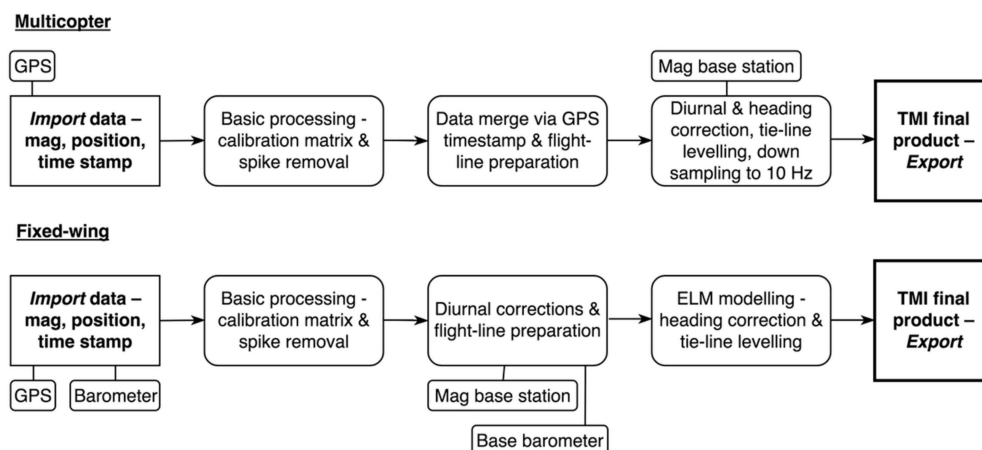 Multicopter
GPS
Import data –
mag, position,
time stamp
Basic processing -
calibration matrix &
spike removal
Data merge via GPS
timestamp & flight-
line preparation
Mag base station
Diurnal & heading
correction, tie-line
levelling, down
sampling to 10 Hz
TMI final
product –
Export
Fixed-wing
Import data –
mag, position,
time stamp
GPS
Barometer
Basic processing -
calibration matrix &
spike removal
Diurnal corrections &
flight-line preparation
Mag base station
Base barometer
ELM modelling -
heading correction &
tie-line levelling
TMI final
product –
Export